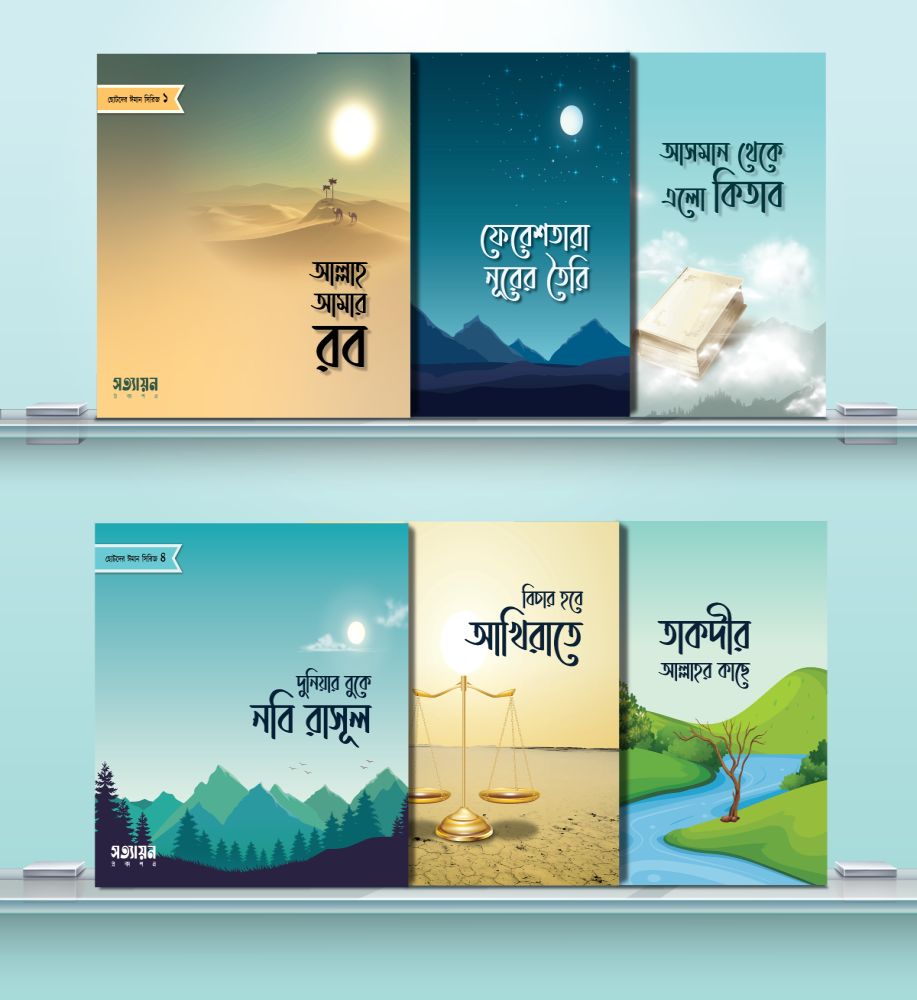 ছোটদের ঈমান সিরিজ ১
আল্লাহ
আমার
রব
সত্যায়ন
প্র কা শ ন
ফেরেশতারা
নূরের তৈরি
আসমান থেকে
এলো কিতাব
ছোটদের ঈমান সিরিজ ৪
দুনিয়ার বুকে
নবি রাসূল
সত্যায়ন
প্র কা শ ন
বিচার হবে
আখিরাতে
তাকদীর
আল্লাহর কাছে